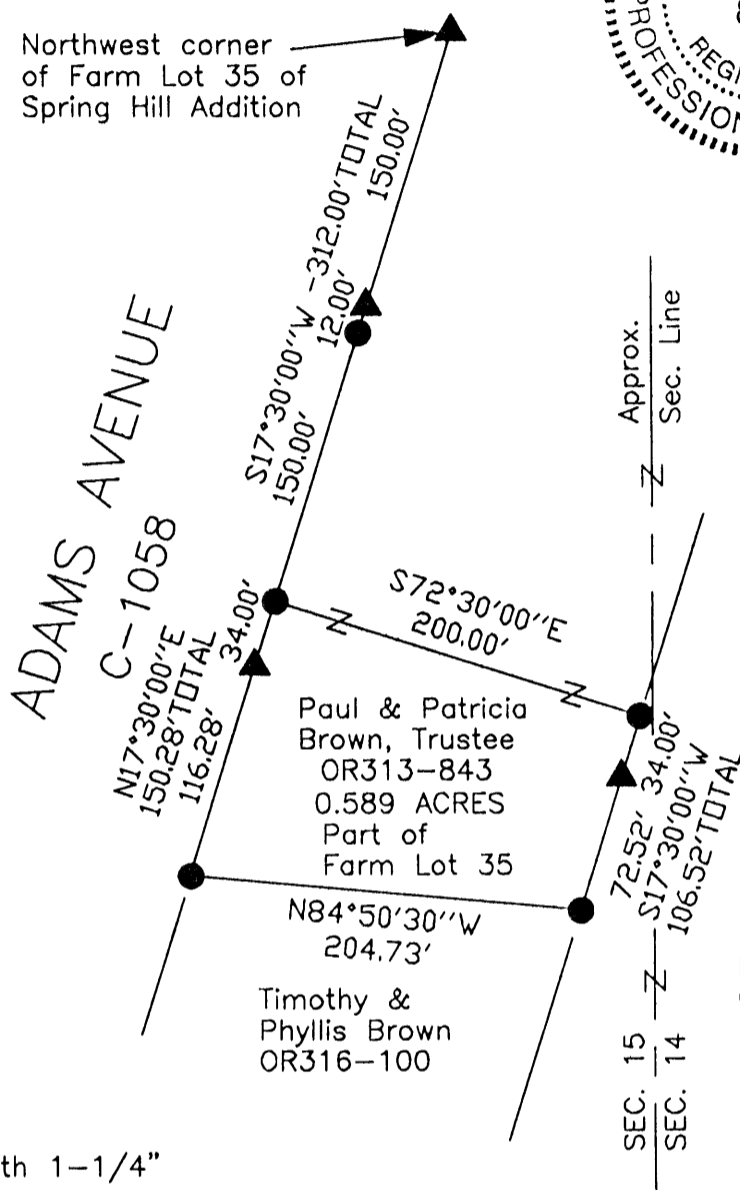 Northwest corner
of Farm Lot 35 of
Spring Hill Addition
REGI
PROFESSION
S17°30'00"W -312.00'TOTAL
150.00'
12.00'
150.00'
ADAMS AVENUE
C-1058
Approx.
Sec. Line
S72°30'00"E
200.00'
N17°30'00"E
150.28'TOTAL
34.00'
116.28'
Paul & Patricia
Brown, Trustee
OR313-843
0.589 ACRES
Part of
Farm Lot 35
72.52' 34.00'
S17°30'00"W
106.52'TOTAL
N84°50'30"W
204.73'
Timothy &
Phyllis Brown
OR316-100
SEC. 15
SEC. 14
th 1-1/4"